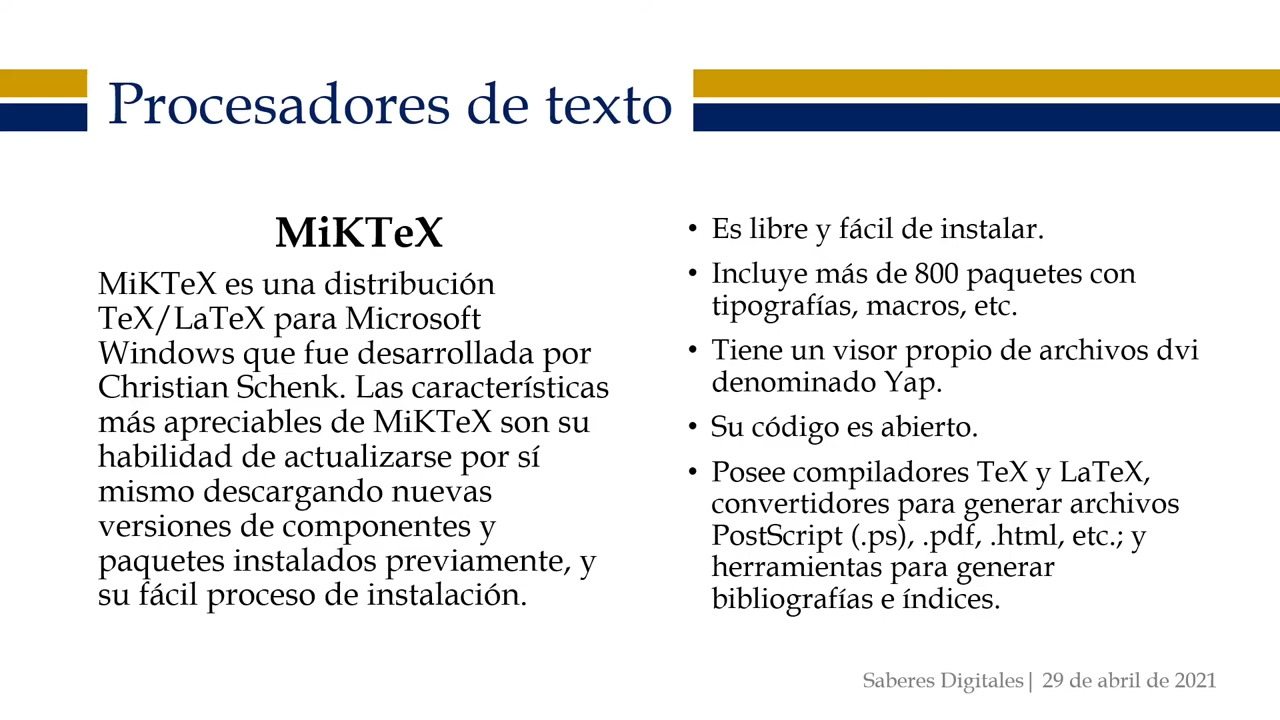 Procesadores de texto
MiKTeX
MiKTeX es una distribución
TeX/LaTeX para Microsoft
Windows que fue desarrollada por
Christian Schenk. Las características
más apreciables de MiKTeX son su
habilidad de actualizarse por sí
mismo descargando nuevas
versiones de componentes y
paquetes instalados previamente, y
su fácil proceso de instalación.
• Es libre y fácil de instalar.
• Incluye más de 800 paquetes con
tipografías, macros, etc.
• Tiene un visor propio de archivos dvi
denominado Yap.
• Su código es abierto.
• Posee compiladores TeX y LaTeX,
convertidores para generar archivos
PostScript (.ps), .pdf, .html, etc.; y
herramientas para generar
bibliografías e índices.
Saberes Digitales| 29 de abril de 2021